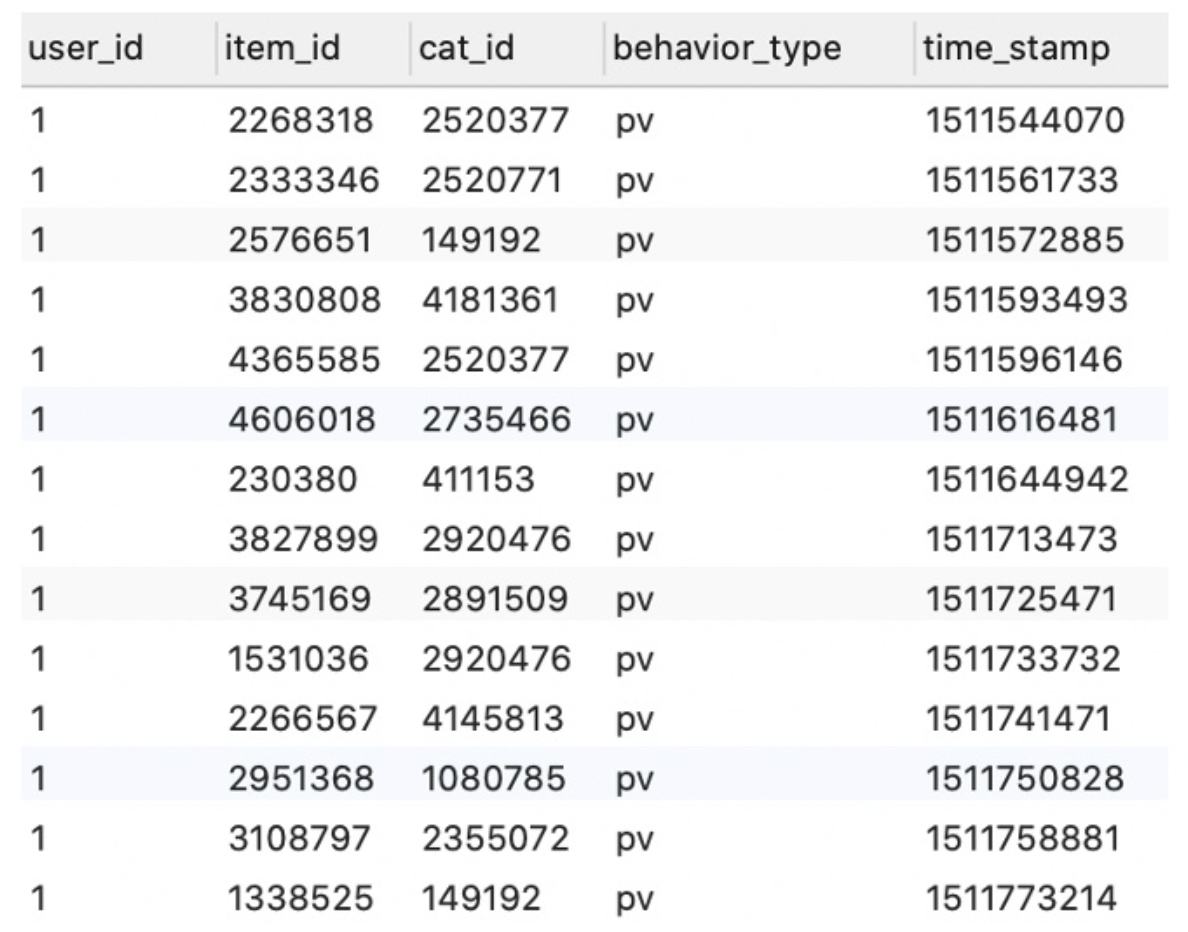 user_id item_id cat_id behavior_type time_stamp
1 2268318 2520377 pv 1511544070
1 2333346 2520771 pv 1511561733
1 2576651 149192 pv 1511572885
1 3830808 4181361 pv 1511593493
1 4365585 2520377 pv 1511596146
1 4606018 2735466 pv 1511616481
1 230380 411153 pv 1511644942
1 3827899 2920476 pv 1511713473
1 3745169 2891509 pv 1511725471
1 1531036 2920476 pv 1511733732
1 2266567 4145813 pv 1511741471
1 2951368 1080785 pv 1511750828
1 3108797 2355072 pv 1511758881
1 1338525 149192 pv 1511773214